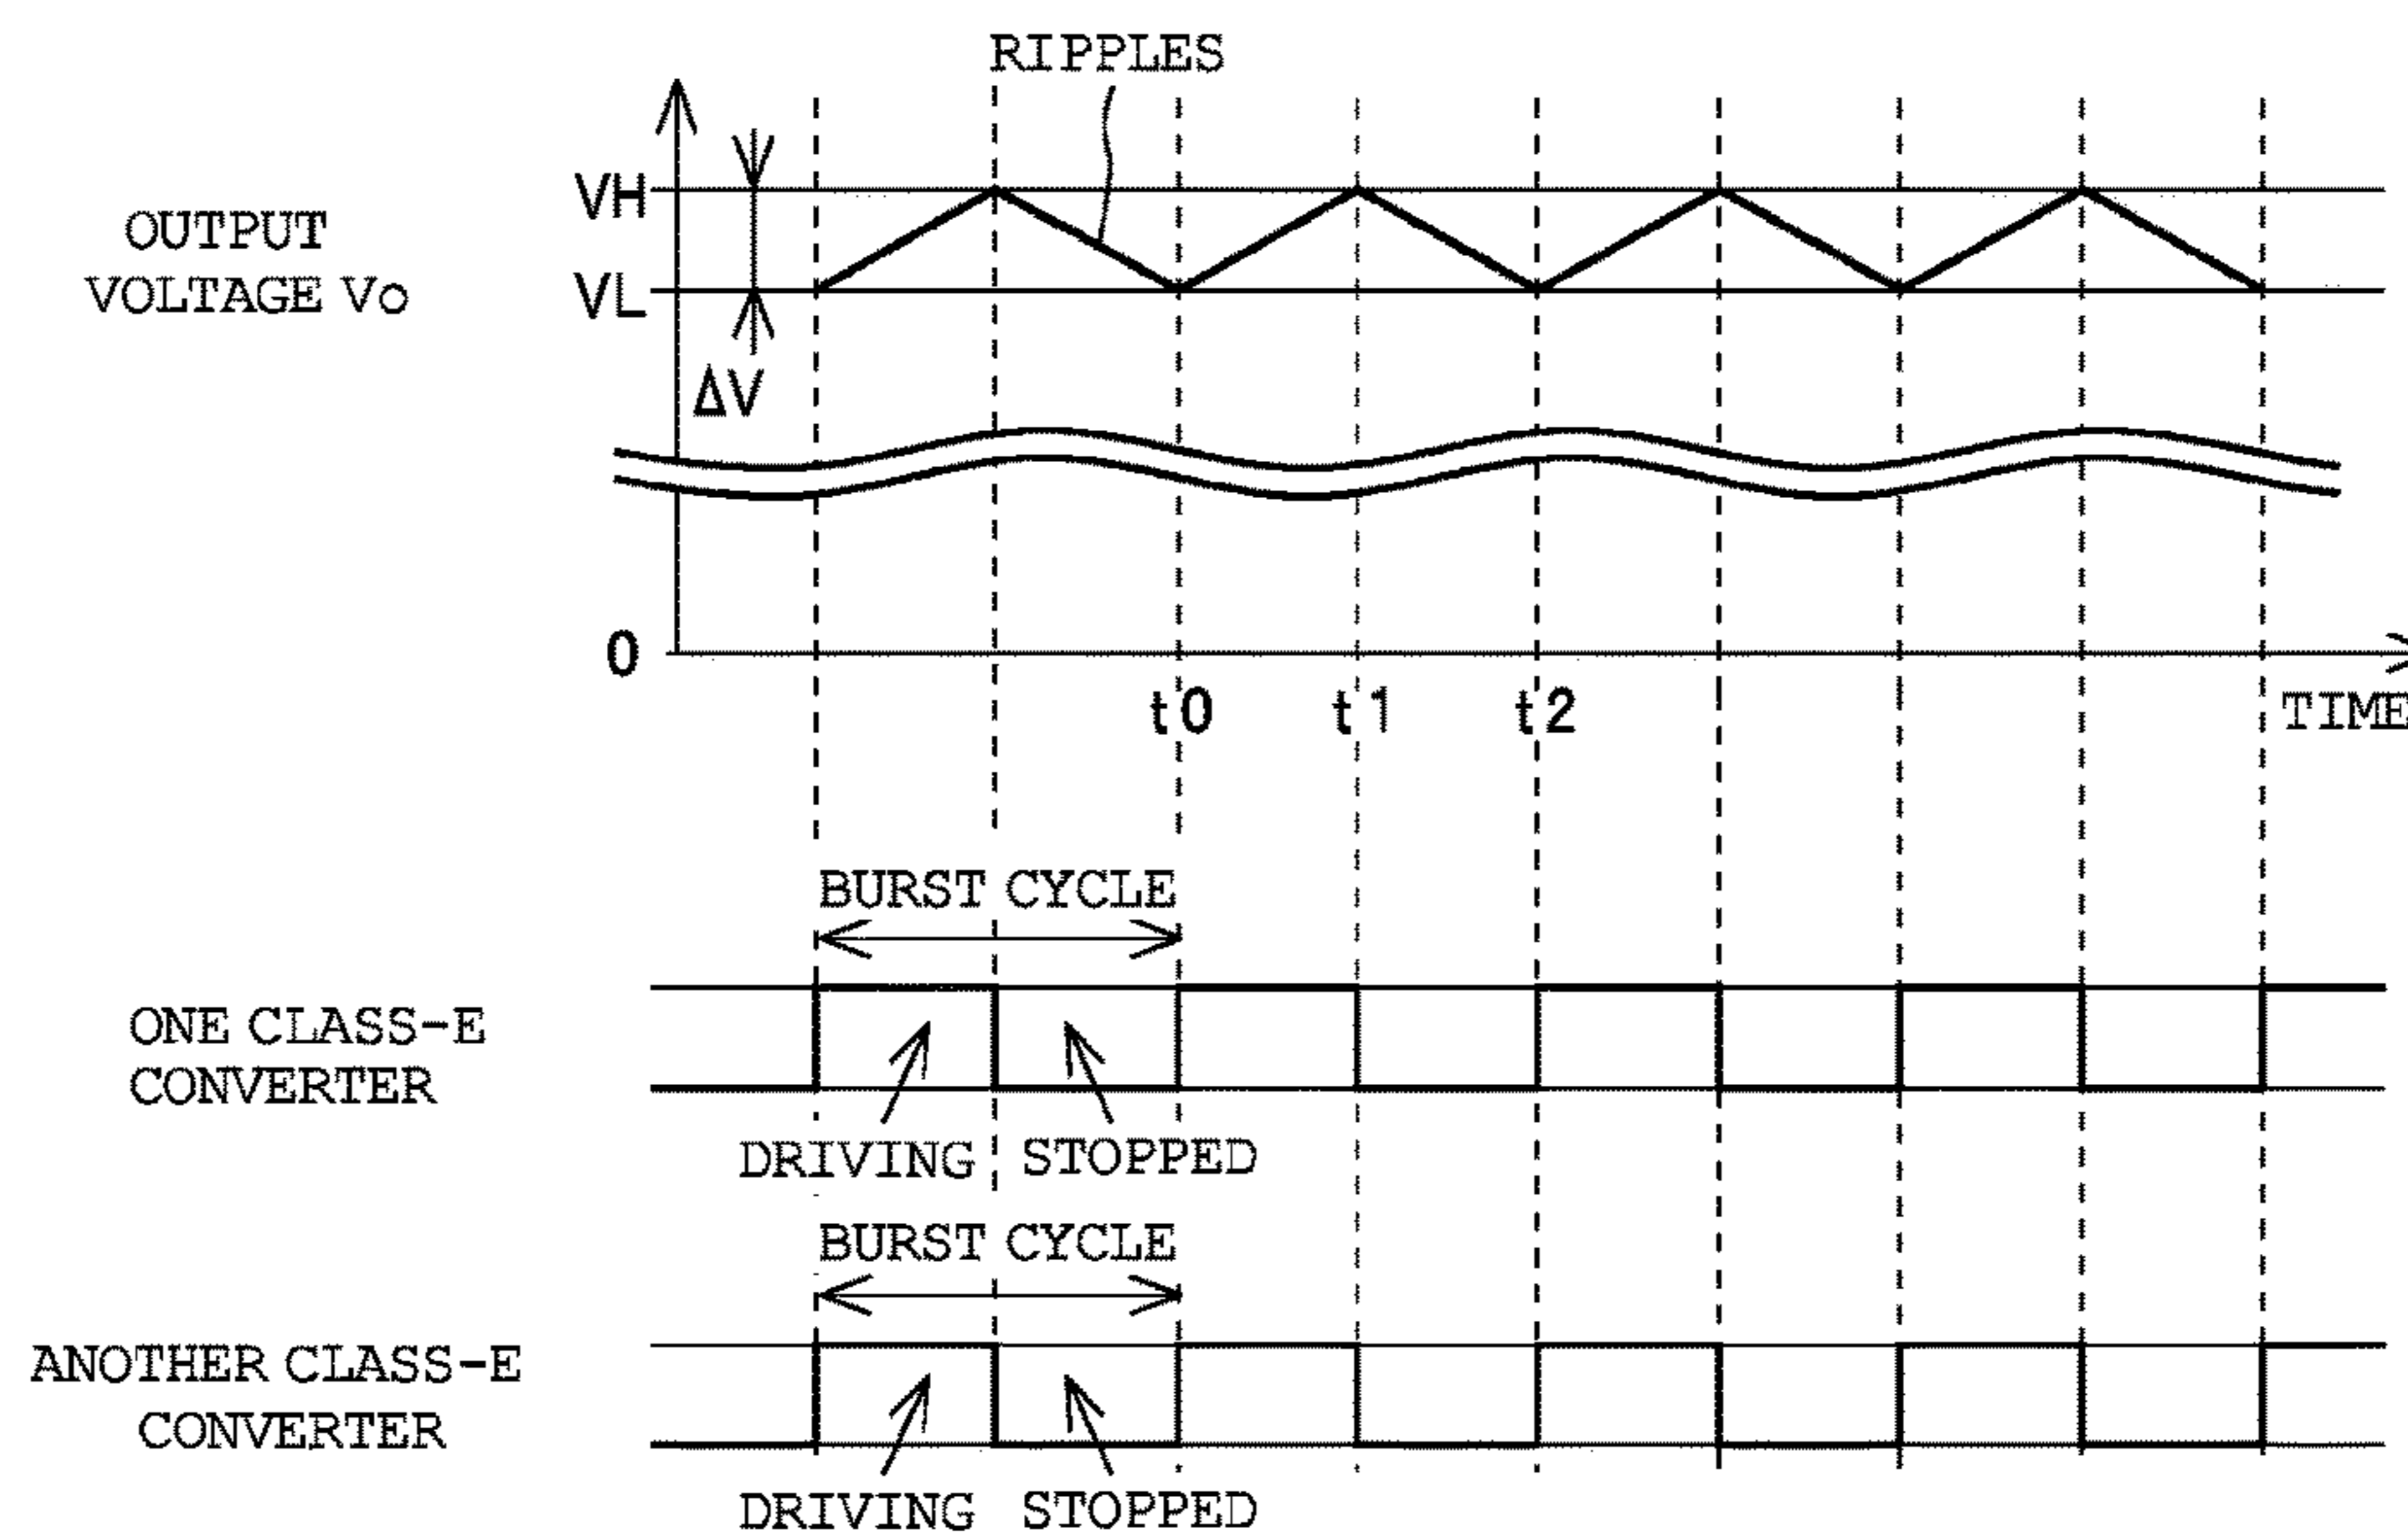 RIPPLES
VH
OUTPUT
VOLTAGE Vo
VL
ΔV
0
t0 t1 t2
TIME
BURST CYCLE
ONE CLASS-E
CONVERTER
DRIVING STOPPED
BURST CYCLE
ANOTHER CLASS-E
CONVERTER
DRIVING STOPPED